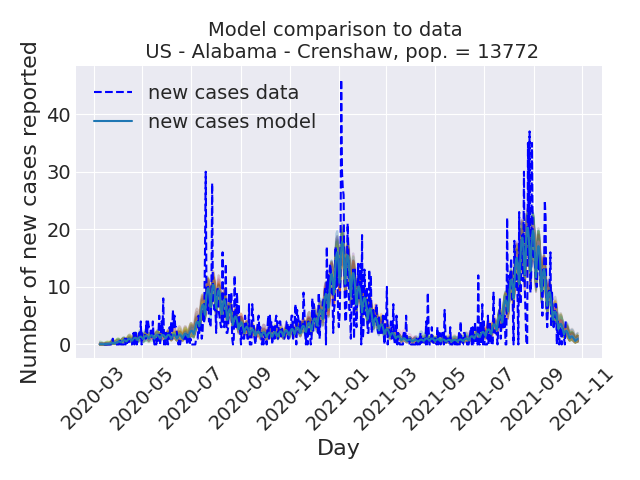 Model comparison to data
US - Alabama - Crenshaw, pop. = 13772
Number of new cases reported
40
30
20
10
0
new cases data
new cases model
2020-03
2020-05
2020-07
2020-09
2020-11
2021-01
2021-03
2021-05
2021-07
2021-09
2021-11
Day